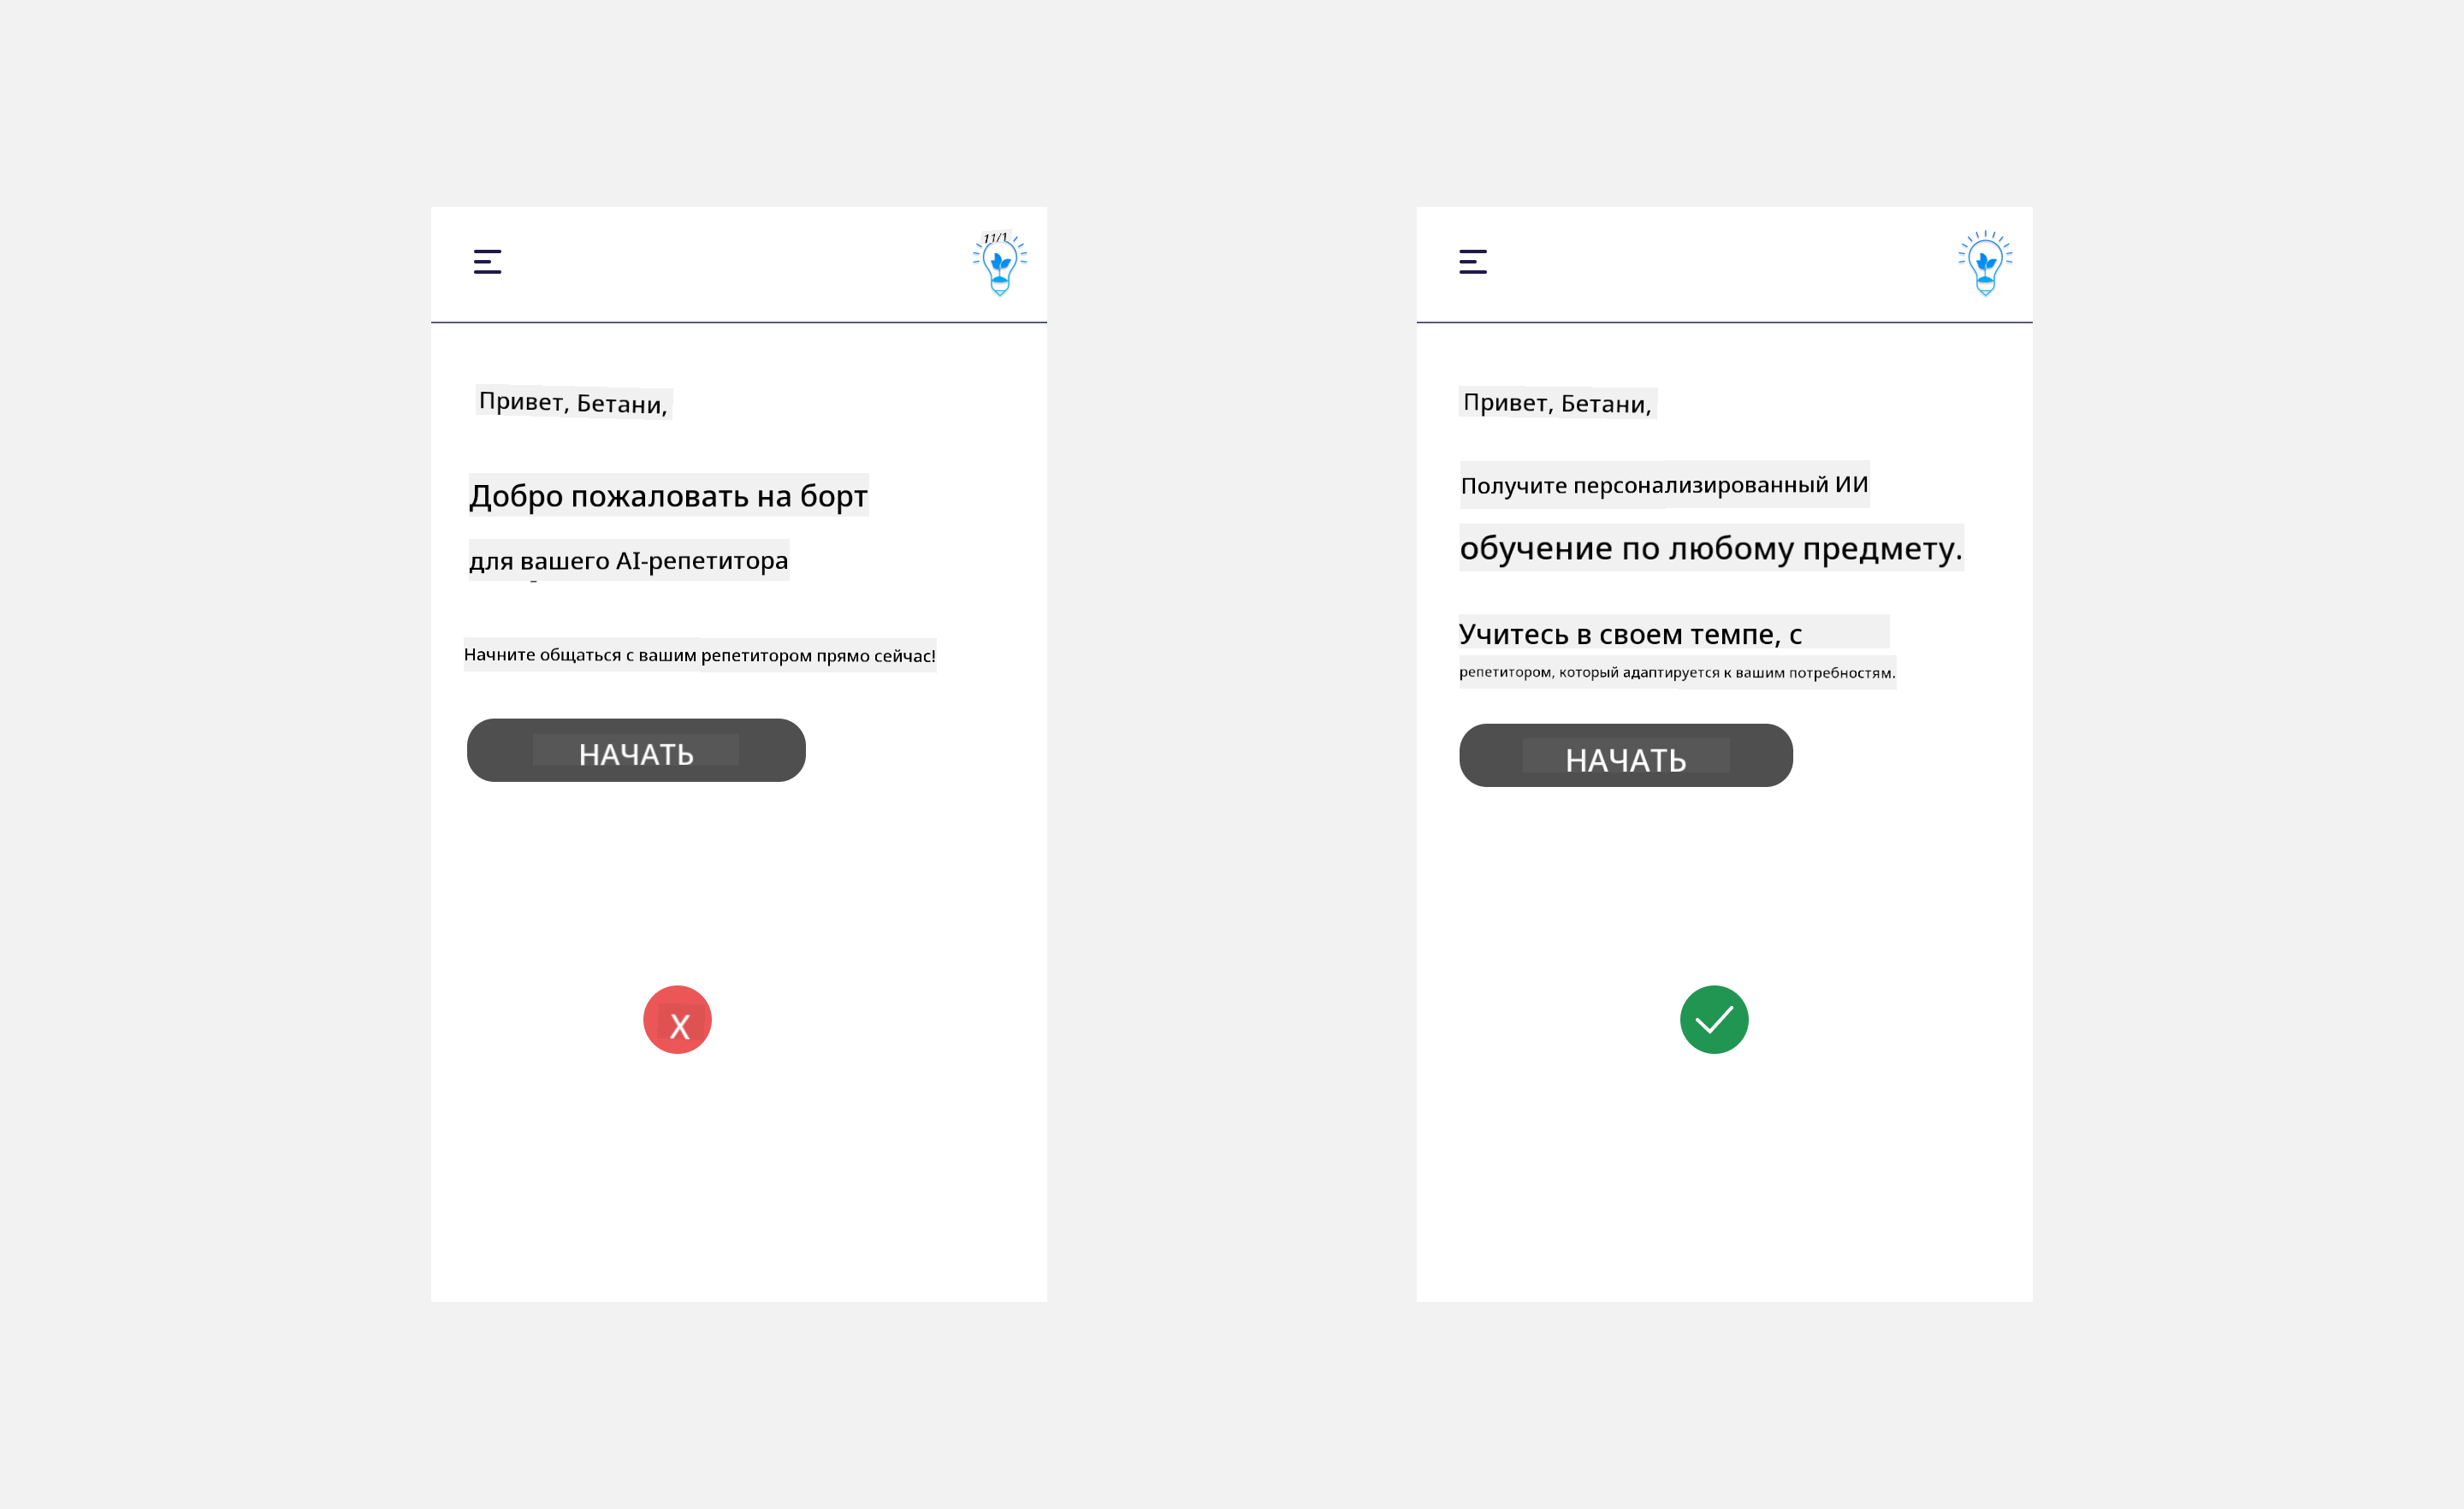 11/1
Привет, Бетани,
Добро пожаловать на борт
для вашего AI-репетитора
Начните общаться с вашим репетитором прямо сейчас!
НАЧАТЬ
X
Привет, Бетани,
Получите персонализированный ИИ
обучение по любому предмету.
Учитесь в своем темпе, с
репетитором, который адаптируется к вашим потребностям.
НАЧАТЬ